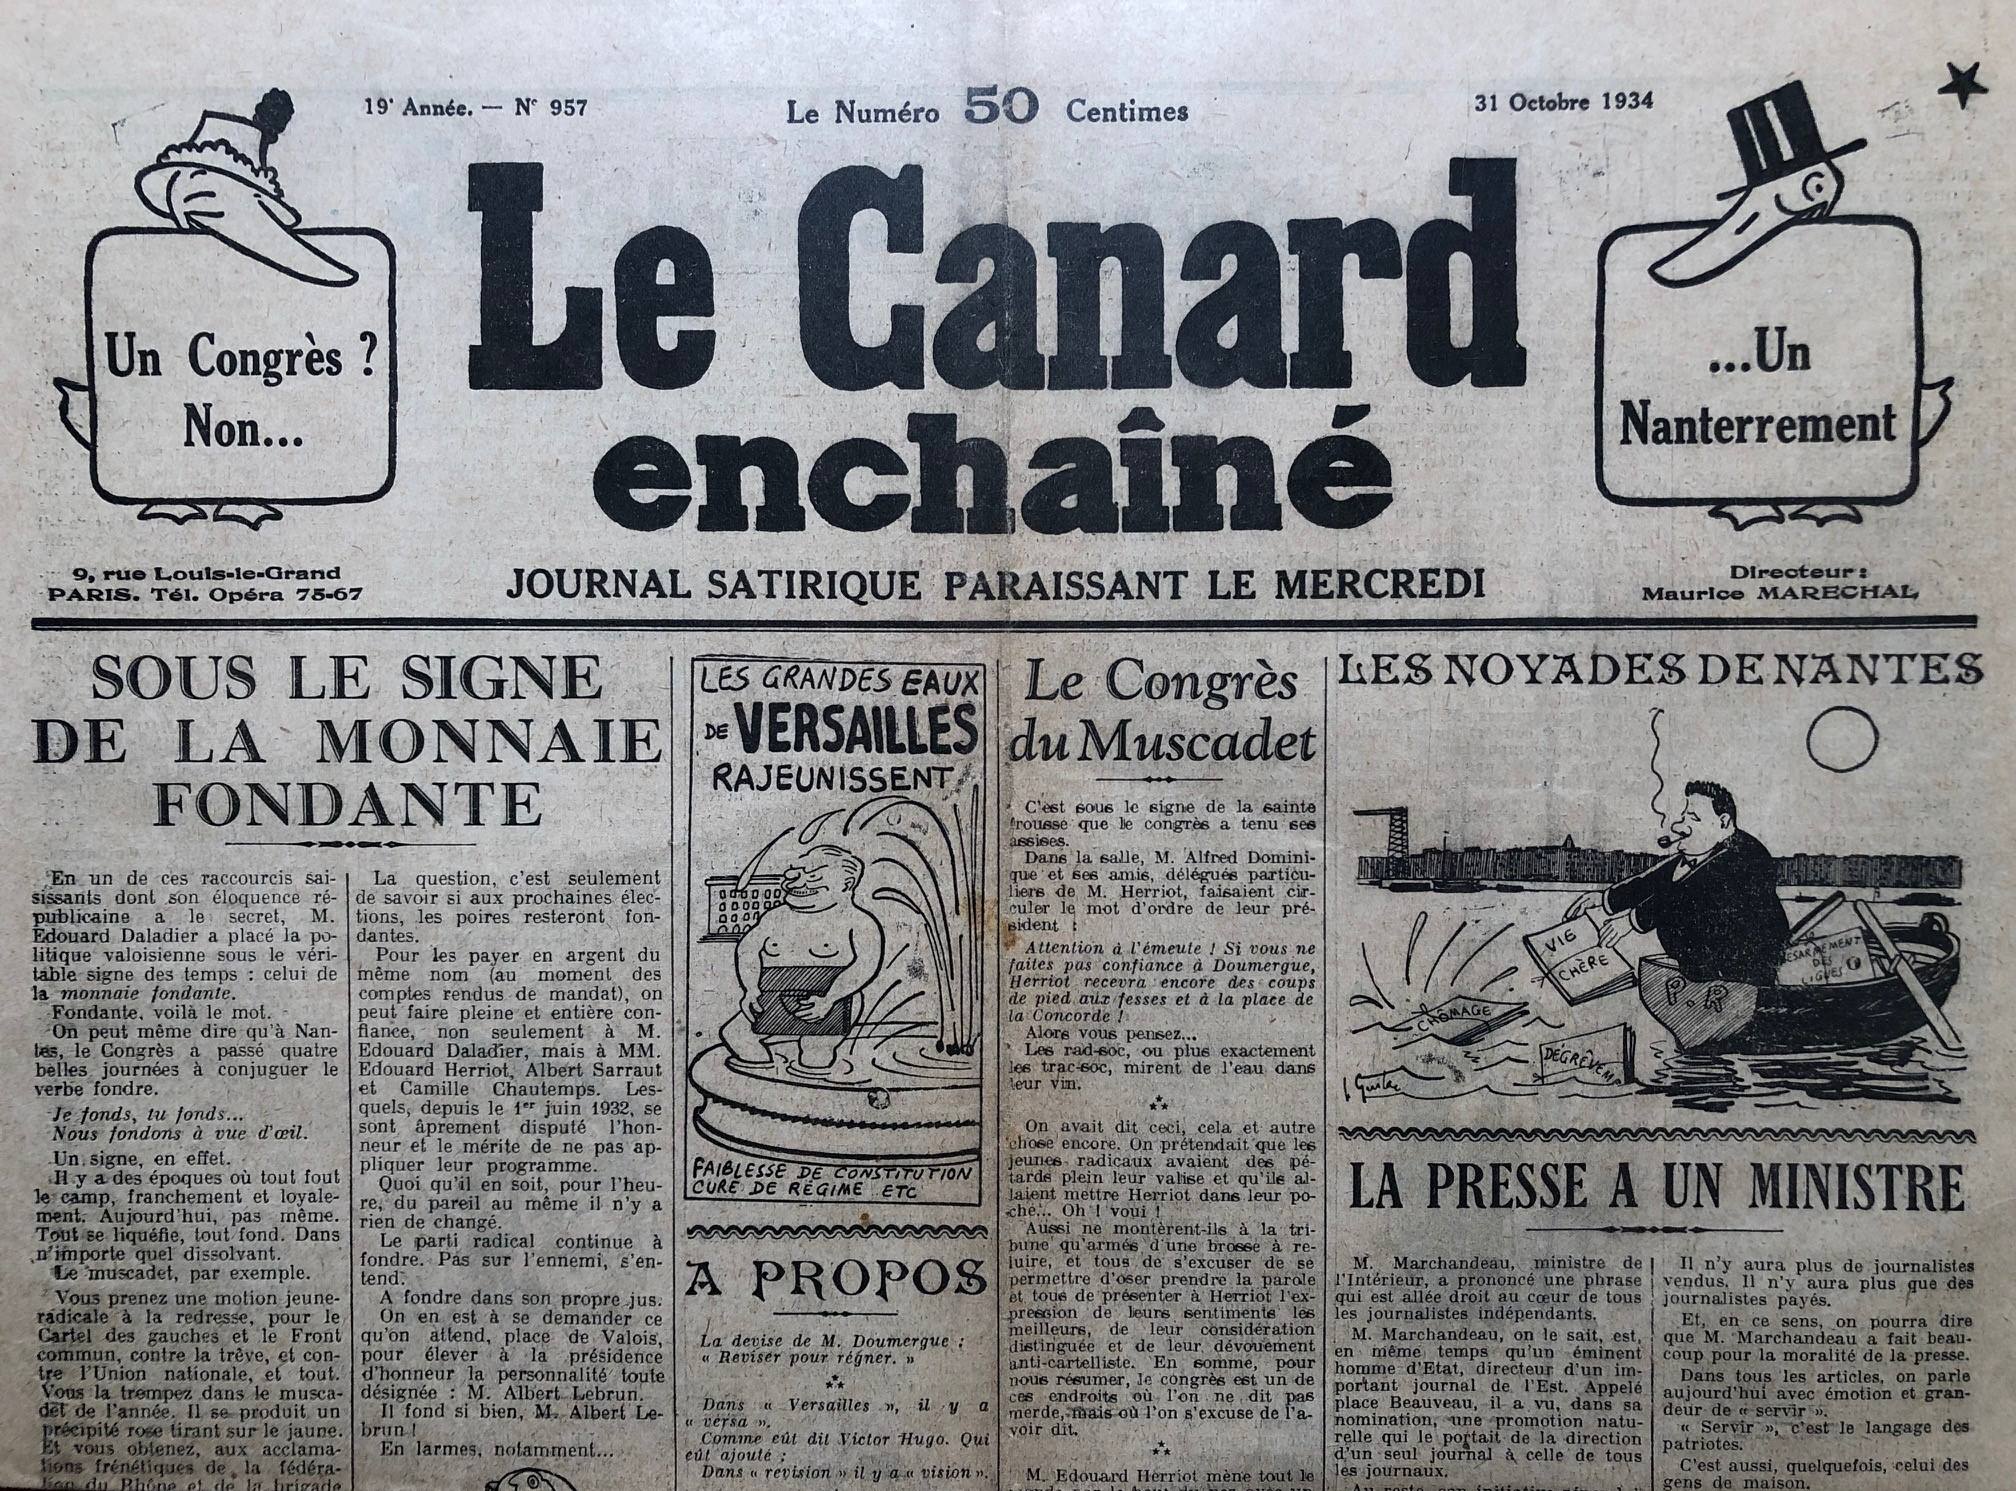 19e Année. — N° 957
Le Numéro 50 Centimes
31 Octobre 1934
Un Congrès ?
Non...
Le Canard
enchaîné
...Un
Nanterrement
9, rue Louis-le-Grand
PARIS. Tél. Opéra 75-67
JOURNAL SATIRIQUE PARAISSANT LE MERCREDI
Directeur :
Maurice MARECHAL
SOUS LE SIGNE
DE LA MONNAIE
FONDANTE
En un de ces raccourcis sai-
sissants dont son éloquence ré-
publicaine a le secret, M.
Edouard Daladier a placé la po-
litique valoisienne sous le véri-
table signe des temps : celui de
la monnaie fondante.
Fondante, voilà le mot.
On peut même dire qu'à Nan-
tes, le Congrès a passé quatre
belles journées à conjuguer le
verbe fondre.
Je fonds, tu fonds...
Nous fondons à vue d'œil.
Un signe, en effet.
Il y a des époques où tout fout
le camp, franchement et loyale-
ment. Aujourd'hui, pas même.
Tout se liquéfie, tout fond. Dans
n'importe quel dissolvant.
Le muscadet, par exemple.
Vous prenez une motion jeune-
radicale à la redresse, pour le
Cartel des gauches et le Front
commun, contre la trêve, et con-
tre l'Union nationale, et tout.
Vous la trempez dans le musca-
det de l'année. Il se produit un
précipité rose tirant sur le jaune.
Et vous obtenez, aux acclama-
tions frénétiques de la fédéra-
tion du Rhône et de la brigade
La question, c'est seulement
de savoir si aux prochaines élec-
tions, les poires resteront fon-
dantes.
Pour les payer en argent du
même nom (au moment des
comptes rendus de mandat), on
peut faire pleine et entière con-
fiance, non seulement à M.
Edouard Daladier, mais à MM.
Edouard Herriot, Albert Sarraut
et Camille Chautemps. Les-
quels, depuis le 1er juin 1932, se
sont âprement disputé l'hon-
neur et le mérite de ne pas ap-
pliquer leur programme.
Quoi qu'il en soit, pour l'heu-
re, du pareil au même il n'y a
rien de changé.
Le parti radical continue à
fondre. Pas sur l'ennemi, s'en-
tend.
A fondre dans son propre jus.
On en est à se demander ce
qu'on attend, place de Valois,
pour élever à la présidence
d'honneur la personnalité toute
désignée : M. Albert Lebrun.
Il fond si bien, M. Albert Le-
brun !
En larmes, notamment...
LES GRANDES EAUX
DE VERSAILLES
RAJEUNISSENT
FAIBLESSE DE CONSTITUTION
CURE DE RÉGIME ETC
A PROPOS
La devise de M. Doumergue :
« Reviser pour régner. »
Dans « Versailles », il y a
« versa ».
Comme eût dit Victor Hugo. Qui
eût ajouté :
Dans « revision » il y a « vision ».
Le Congrès
du Muscadet
C'est sous le signe de la sainte
frousse que le congrès a tenu ses
assises.
Dans la salle, M. Alfred Domini-
que et ses amis, délégués particu-
liers de M. Herriot, faisaient cir-
culer le mot d'ordre de leur pré-
sident :
Attention à l'émeute ! Si vous ne
faites pas confiance à Doumergue,
Herriot recevra encore des coups
de pied aux fesses et à la place de
la Concorde !
Alors vous pensez...
Les rad-soc, ou plus exactement
les trac-soc, mirent de l'eau dans
leur vin.
On avait dit ceci, cela et autre
chose encore. On prétendait que les
jeunes radicaux avaient des pé-
tards plein leur valise et qu'ils al-
laient mettre Herriot dans leur po-
che... Oh ! voui !
Aussi ne montèrent-ils à la tri-
bune qu'armés d'une brosse à re-
luire, et tous de s'excuser de se
permettre d'oser prendre la parole
et tous de présenter à Herriot l'ex-
pression de leurs sentiments les
meilleurs, de leur considération
distinguée et de leur dévouement
anti-cartelliste. En somme, pour
nous résumer, le congrès est un de
ces endroits où l'on ne dit pas
merde, mais où l'on s'excuse de l'a-
voir dit.
M. Edouard Herriot mène tout le
LES NOYADES DE NANTES
VIE
CHÈRE
DÉSARMEMENT
DES
LIGUES
P.R
CHÔMAGE
DÉGRÈVEM
LA PRESSE A UN MINISTRE
M. Marchandeau, ministre de
l'Intérieur, a prononcé une phrase
qui est allée droit au cœur de tous
les journalistes indépendants.
M. Marchandeau, on le sait, est,
en même temps qu'un éminent
homme d'Etat, directeur d'un im-
portant journal de l'Est. Appelé
place Beauveau, il a vu, dans sa
nomination, une promotion natu-
relle qui le portait de la direction
d'un seul journal à celle de tous
les journaux.
Il n'y aura plus de journalistes
vendus. Il n'y aura plus que des
journalistes payés.
Et, en ce sens, on pourra dire
que M. Marchandeau a fait beau-
coup pour la moralité de la presse.
Dans tous les articles, on parle
aujourd'hui avec émotion et gran-
deur de « servir ».
« Servir », c'est le langage des
patriotes.
C'est aussi, quelquefois, celui des
gens de maison.